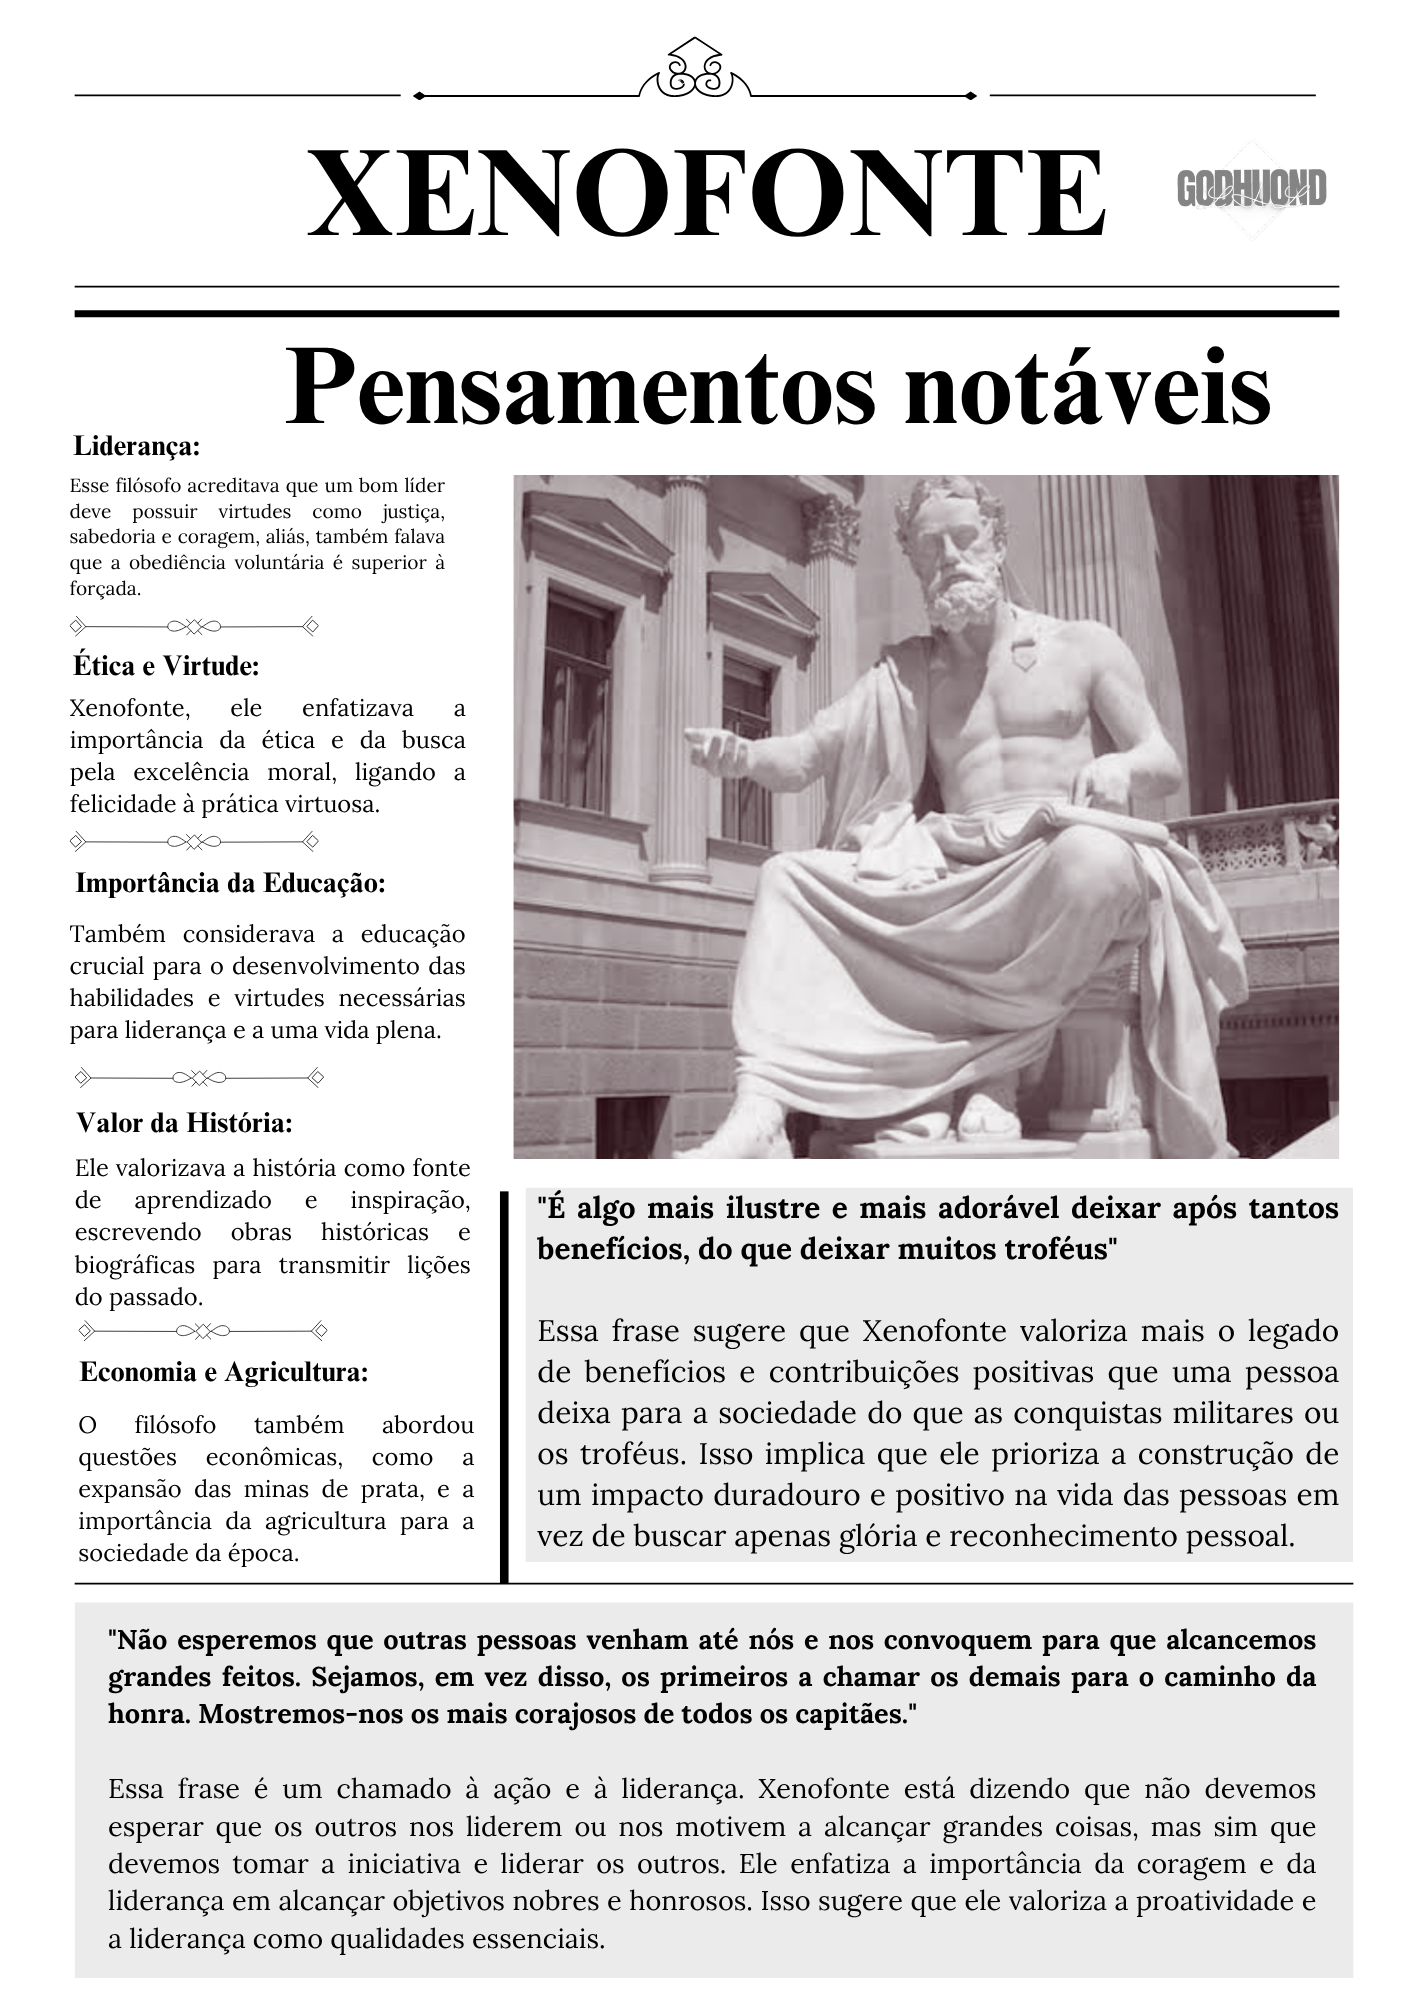 XENOFONTE
GODHUOND
Pensamentos notáveis
Liderança:
Esse filósofo acreditava que um bom líder
deve possuir virtudes como justiça,
sabedoria e coragem, aliás, também falava
que a obediência voluntária é superior à
forçada.
Ética e Virtude:
Xenofonte, ele enfatizava a
importância da ética e da busca
pela excelência moral, ligando a
felicidade à prática virtuosa.
Importância da Educação:
Também considerava a educação
crucial para o desenvolvimento das
habilidades e virtudes necessárias
para liderança e a uma vida plena.
Valor da História:
Ele valorizava a história como fonte
de aprendizado e inspiração,
escrevendo obras históricas e
biográficas para transmitir lições
do passado.
Economia e Agricultura:
O filósofo também abordou
questões econômicas, como a
expansão das minas de prata, e a
importância da agricultura para a
sociedade da época.
"É algo mais ilustre e mais adorável deixar após tantos
benefícios, do que deixar muitos troféus"
Essa frase sugere que Xenofonte valoriza mais o legado
de benefícios e contribuições positivas que uma pessoa
deixa para a sociedade do que as conquistas militares ou
os troféus. Isso implica que ele prioriza a construção de
um impacto duradouro e positivo na vida das pessoas em
vez de buscar apenas glória e reconhecimento pessoal.
"Não esperemos que outras pessoas venham até nós e nos convoquem para que alcancemos
grandes feitos. Sejamos, em vez disso, os primeiros a chamar os demais para o caminho da
honra. Mostremos-nos os mais corajosos de todos os capitães."
Essa frase é um chamado à ação e à liderança. Xenofonte está dizendo que não devemos
esperar que os outros nos liderem ou nos motivem a alcançar grandes coisas, mas sim que
devemos tomar a iniciativa e liderar os outros. Ele enfatiza a importância da coragem e da
liderança em alcançar objetivos nobres e honrosos. Isso sugere que ele valoriza a proatividade e
a liderança como qualidades essenciais.